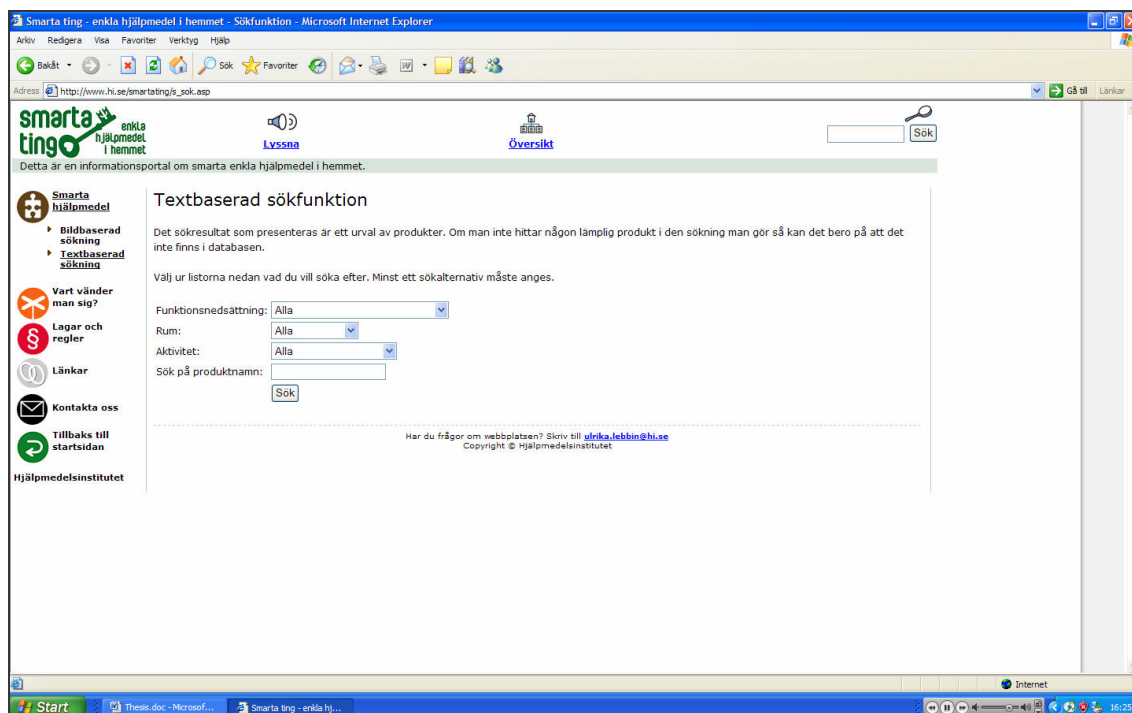 Smarta ting - enkla hjälpmedel i hemmet - Sökfunktion - Microsoft Internet Explorer
Arkiv Redigera Visa Favoriter Verktyg Hjälp
Bakåt Sök Favoriter
Adress http://www.hi.se/smartating/s_sok.asp Gå till Länkar
smarta ting enkla hjälpmedel i hemmet
Lyssna
Översikt
Sök
Detta är en informationsportal om smarta enkla hjälpmedel i hemmet.
Smarta
hjälpmedel
Bildbaserad
sökning
Textbaserad
sökning
Vart vänder
man sig?
§
Lagar och
regler
Länkar
Kontakta oss
Tillbaks till
startsidan
Hjälpmedelsinstitutet
Textbaserad sökfunktion
Det sökresultat som presenteras är ett urval av produkter. Om man inte hittar någon lämplig produkt i den sökning man gör så kan det bero på att det
inte finns i databasen.
Välj ur listorna nedan vad du vill söka efter. Minst ett sökalternativ måste anges.
Funktionsnedsättning: Alla
Rum: Alla
Aktivitet: Alla
Sök på produktnamn:
Sök
Har du frågor om webbplatsen? Skriv till ulrika.lebbin@hi.se
Copyright © Hjälpmedelsinstitutet
Internet
Start Thesis.doc - Microsof... Smarta ting - enkla hj... 16:25